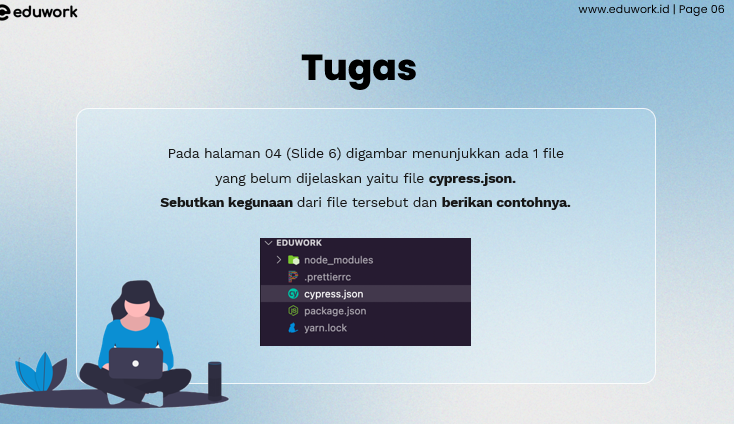 eduwork
www.eduwork.id | Page 06
Tugas
Pada halaman 04 (Slide 6) digambar menunjukkan ada 1 file
yang belum dijelaskan yaitu file cypress.json.
Sebutkan kegunaan dari file tersebut dan berikan contohnya.
EDUWORK
node_modules
.prettierrc
cypress.json
package.json
yarn.lock